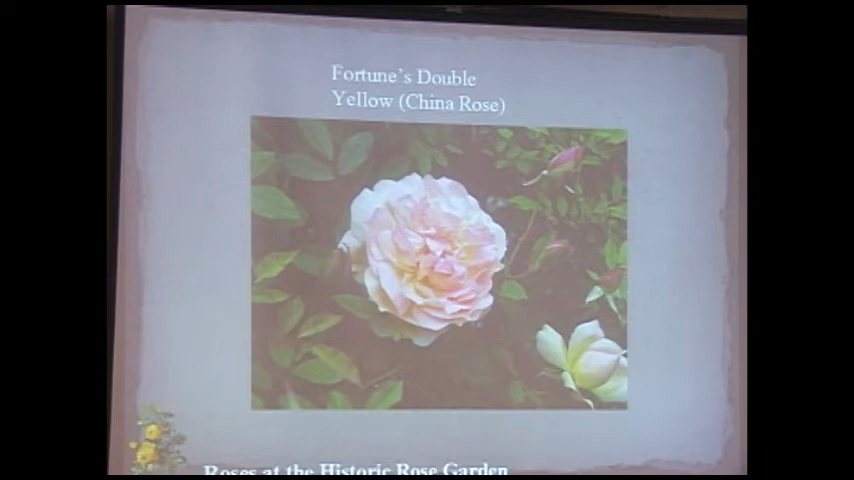 Fortune's Double
Yellow (China Rose)
Roses at the Historic Rose Garden